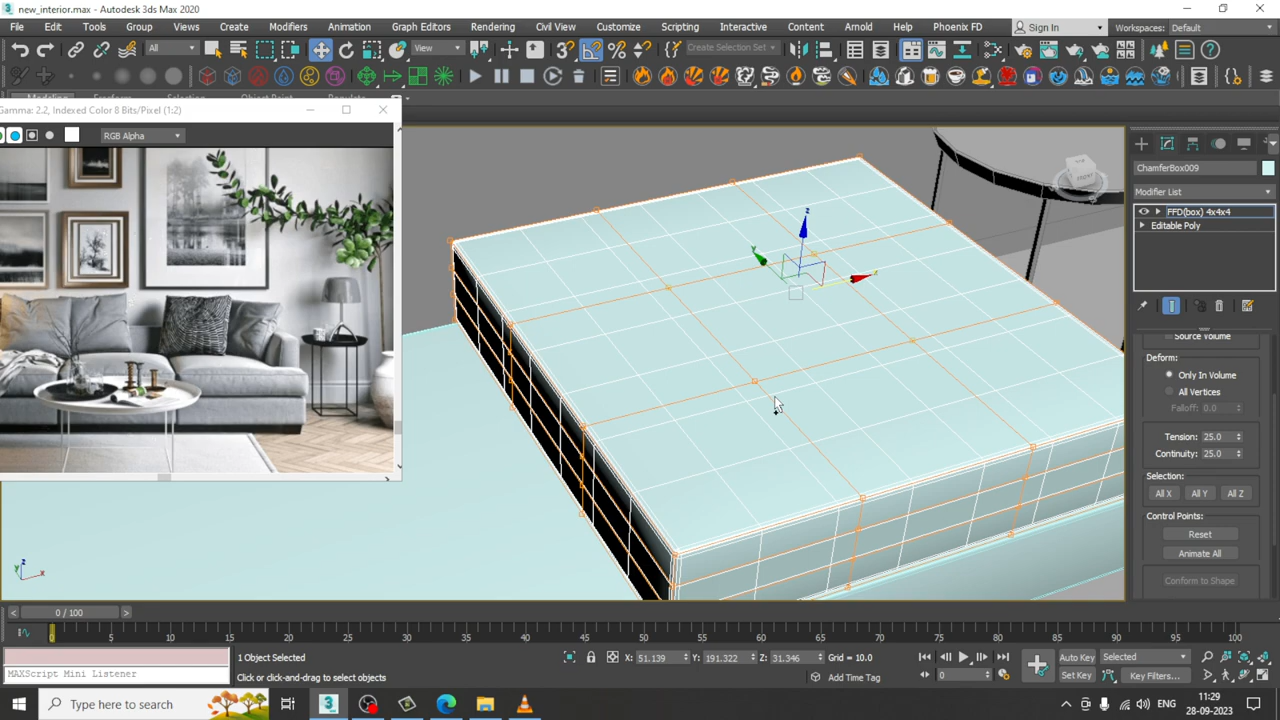 new_interior.max - Autodesk 3ds Max 2020
File Edit Tools Group Views Create Modifiers Animation Graph Editors Rendering Civil View Customize Scripting Interactive Content Arnold Help Phoenix FD Sign In Workspaces: Default
All View Create Selection Set
Gamma: 2.2, Indexed Color 8 Bits/Pixel (1:2)
RGB Alpha
ChamferBox009
Modifier List
FFD(box) 4x4x4
Editable Poly
Source Volume
Deform:
Only In Volume
All Vertices
Falloff: 0.0
Tension: 25.0
Continuity: 25.0
Selection:
All X All Y All Z
Control Points:
Reset
Animate All
Conform to Shape
0 / 100
0 5 10 15 20 25 30 35 40 45 50 55 60 65 70 75 80 85 90 95 100
1 Object Selected X: 51.139 Y: 191.322 Z: 31.346 Grid = 10.0 Auto Key Selected
MAXScript Mini Listener Click or click-and-drag to select objects Add Time Tag 0 Set Key Key Filters...
Type here to search
ENG
11:29
28-09-2023